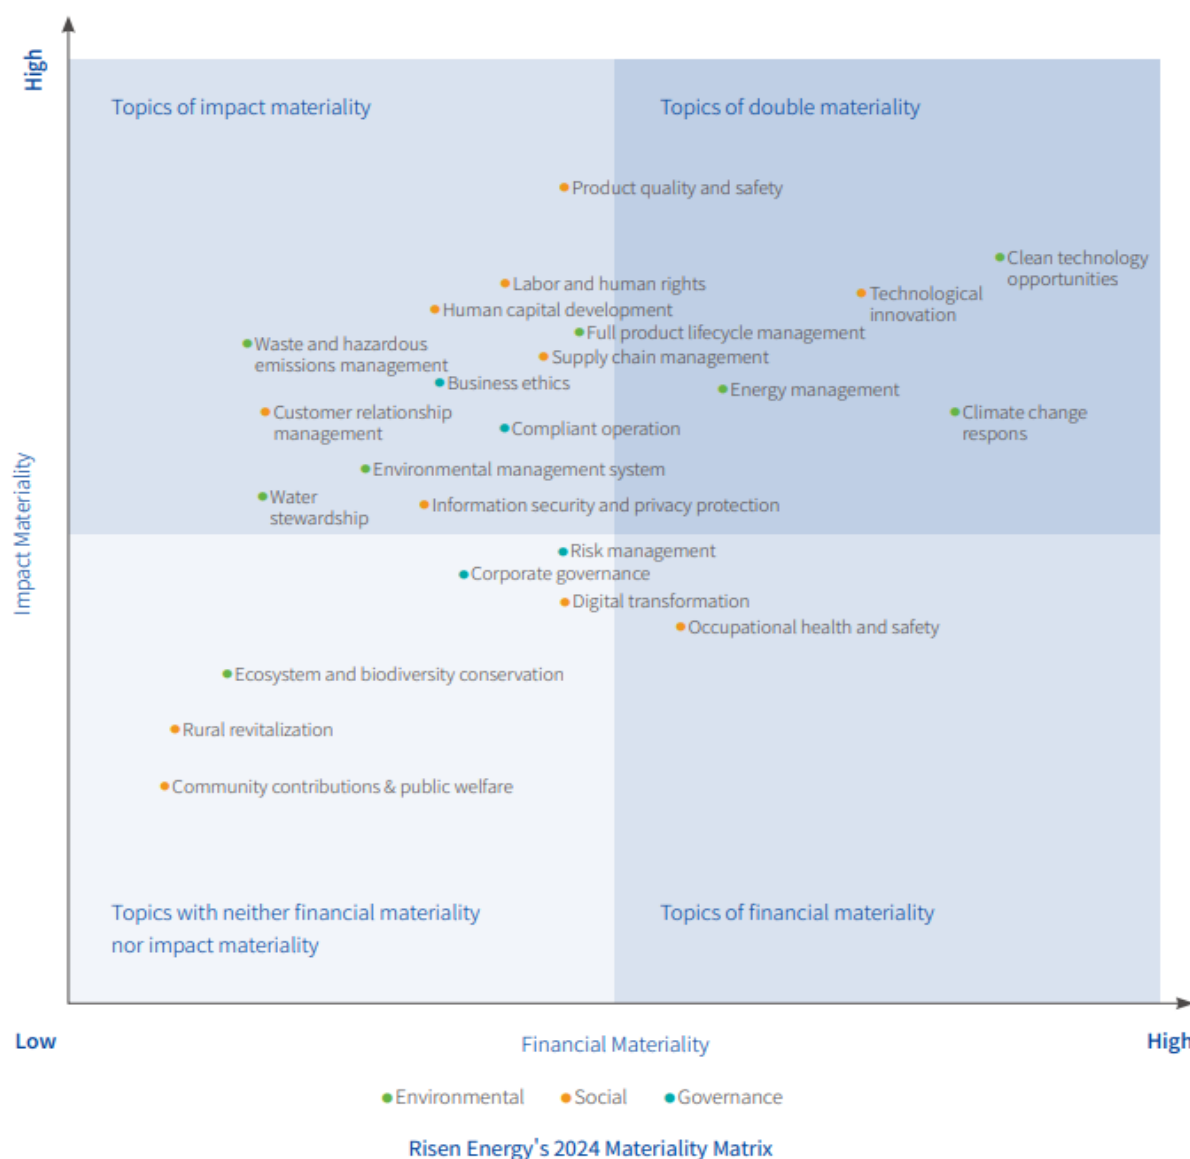 High
Topics of impact materiality
Topics of double materiality
Product quality and safety
Clean technology
opportunities
Labor and human rights
Technological
innovation
Human capital development
Full product lifecycle management
Waste and hazardous
emissions management
Supply chain management
Business ethics
Energy management
Customer relationship
management
Climate change
respons
Compliant operation
Environmental management system
Water
stewardship
Information security and privacy protection
Impact Materiality
Risk management
Corporate governance
Digital transformation
Occupational health and safety
Ecosystem and biodiversity conservation
Rural revitalization
Community contributions & public welfare
Topics with neither financial materiality
nor impact materiality
Topics of financial materiality
Low
Financial Materiality
High
Environmental
Social
Governance
Risen Energy's 2024 Materiality Matrix